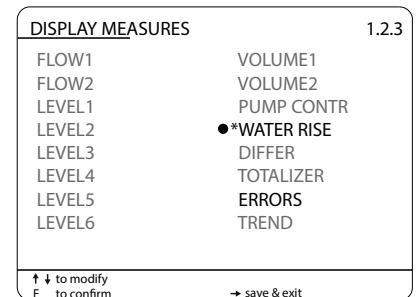 DISPLAY MEASURES 1.2.3
FLOW1 VOLUME1
FLOW2 VOLUME2
LEVEL1 PUMP CONTR
LEVEL2 ●*WATER RISE
LEVEL3 DIFFER
LEVEL4 TOTALIZER
LEVEL5 ERRORS
LEVEL6 TREND
↑ ↓ to modify
E to confirm → save & exit